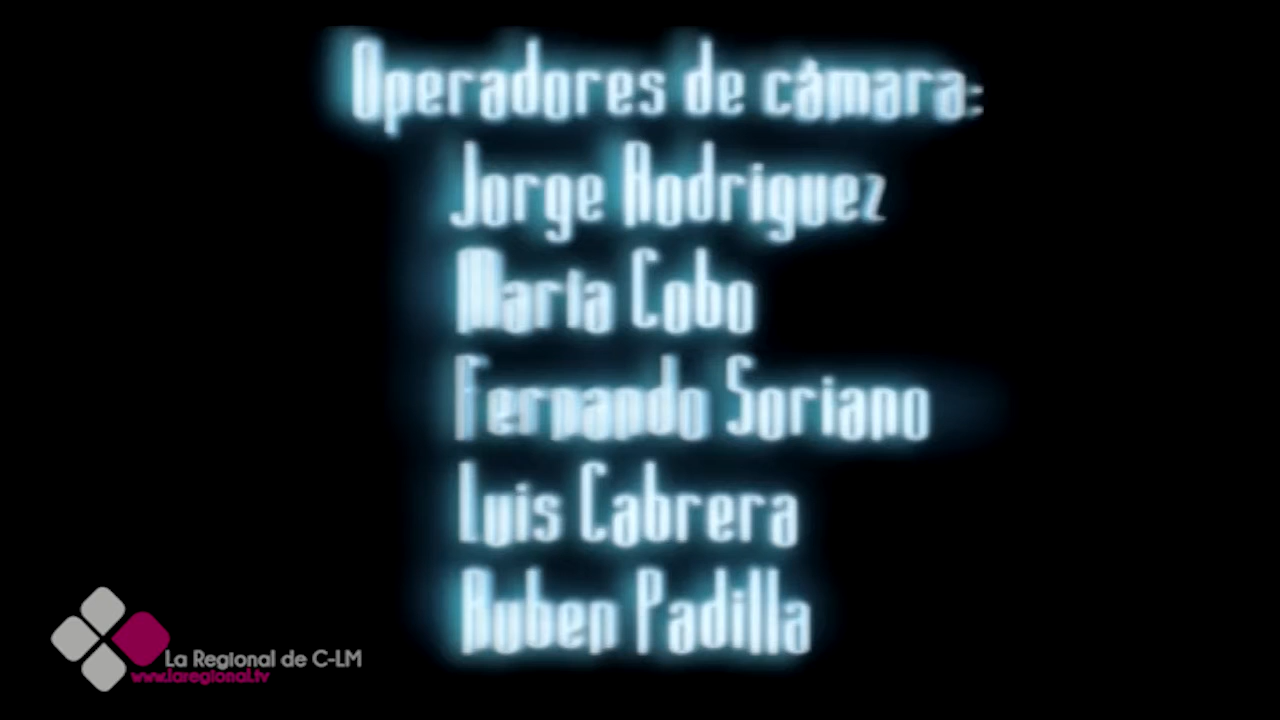 Operadores de cámara:
Jorge Rodriguez
Maria Cobo
Fernando Soriano
Luis Cabrera
Ruben Padilla
La Regional de C-LM
www.laregional.tv